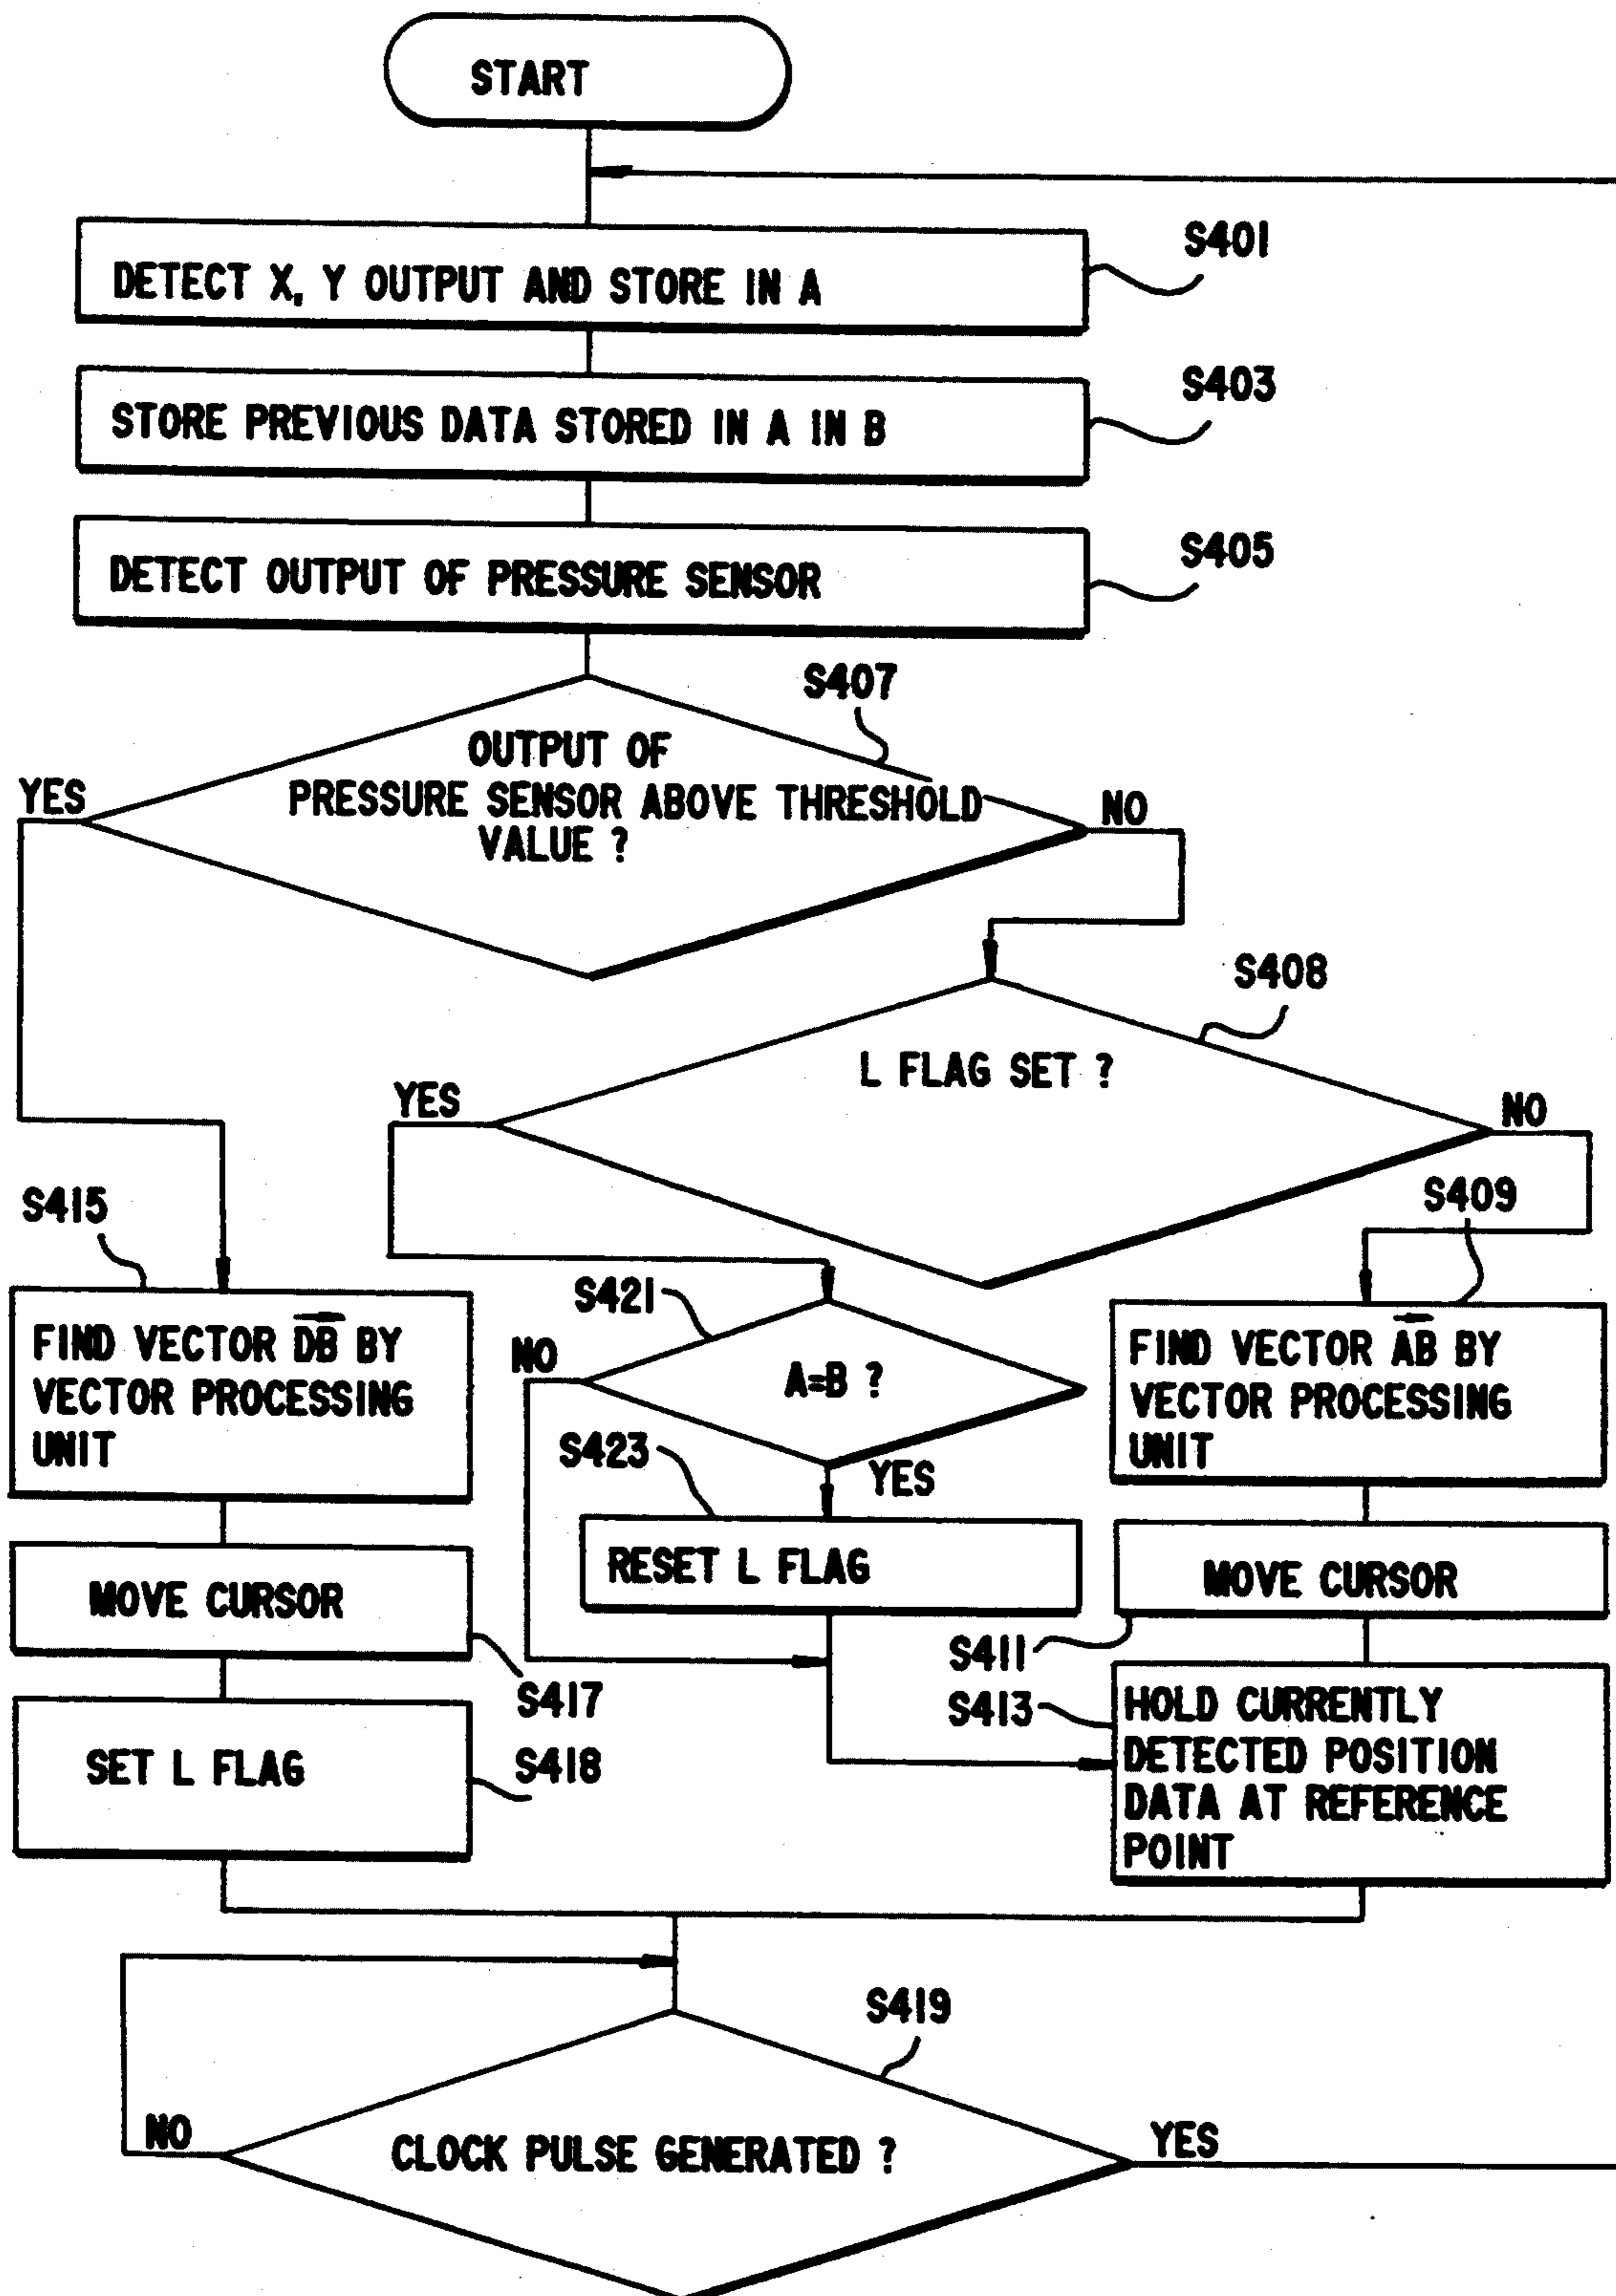 START
S401
DETECT X, Y OUTPUT AND STORE IN A
S403
STORE PREVIOUS DATA STORED IN A IN B
S405
DETECT OUTPUT OF PRESSURE SENSOR
S407
OUTPUT OF
PRESSURE SENSOR ABOVE THRESHOLD
VALUE ?
YES
NO
S408
L FLAG SET ?
YES
NO
S415
FIND VECTOR DB BY
VECTOR PROCESSING
UNIT
S421
NO
A=B ?
YES
S409
FIND VECTOR AB BY
VECTOR PROCESSING
UNIT
S423
RESET L FLAG
MOVE CURSOR
S417
MOVE CURSOR
S411
SET L FLAG
S418
S413
HOLD CURRENTLY
DETECTED POSITION
DATA AT REFERENCE
POINT
S419
NO
CLOCK PULSE GENERATED ?
YES